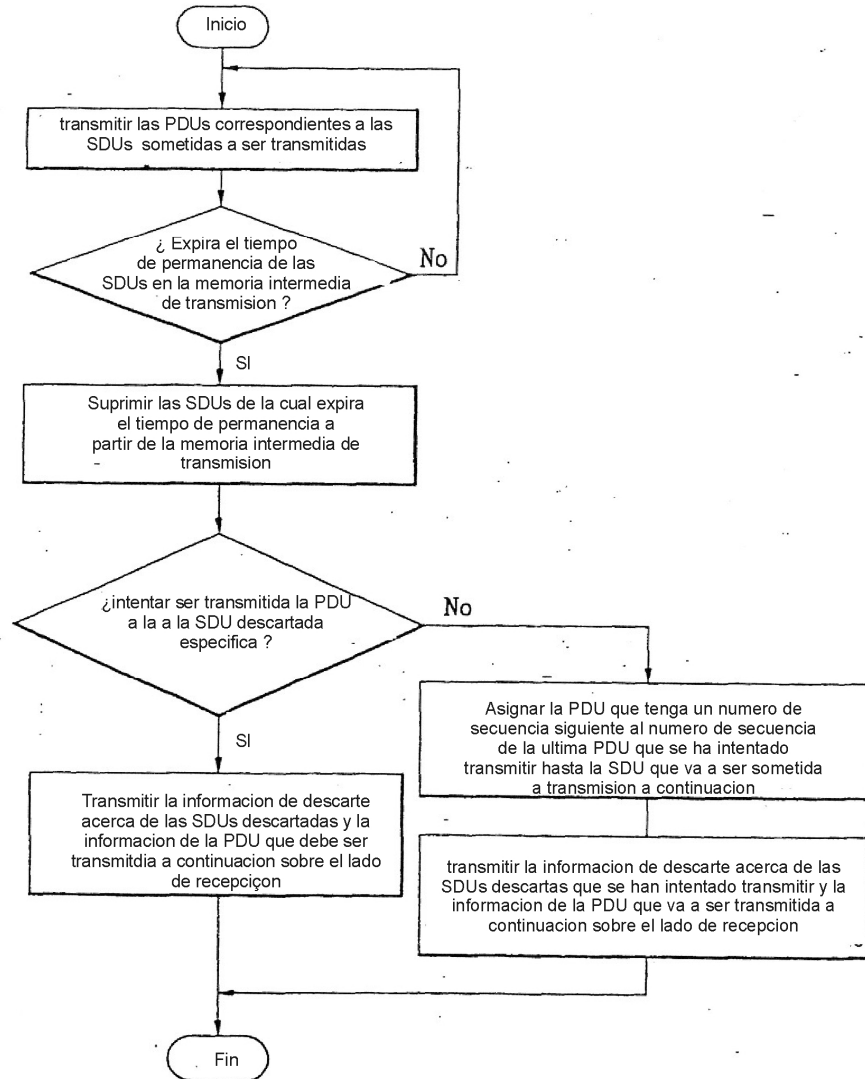 Inicio
transmitir las PDUs correspondientes a las
SDUs sometidas a ser transmitidas
¿ Expira el tiempo
de permanencia de las
SDUs en la memoria intermedia
de transmision ?
No
SI
Suprimir las SDUs de la cual expira
el tiempo de permanencia a
partir de la memoria intermedia de
transmision
¿intentar ser transmitida la PDU
a la a la SDU descartada
especifica ?
No
SI
Asignar la PDU que tenga un numero de
secuencia siguiente al numero de secuencia
de la ultima PDU que se ha intentado
transmitir hasta la SDU que va a ser sometida
a transmision a continuacion
Transmitir la informacion de descarte
acerca de las SDUs descartadas y la
informacion de la PDU que debe ser
transmitdia a continuacion sobre el lado
de recepciçon
transmitir la informacion de descarte acerca de las
SDUs descartas que se han intentado transmitir y la
informacion de la PDU que va a ser transmitida a
continuacion sobre el lado de recepcion
Fin